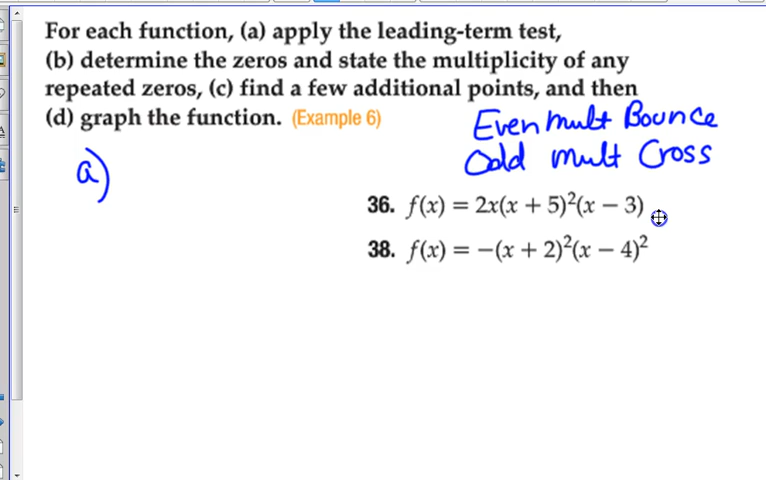 For each function, (a) apply the leading-term test,
(b) determine the zeros and state the multiplicity of any
repeated zeros, (c) find a few additional points, and then
(d) graph the function. (Example 6)
Even mult Bounce
Odd mult Cross
a)
36. f(x) = 2x(x + 5)²(x − 3)
38. f(x) = −(x + 2)²(x − 4)²